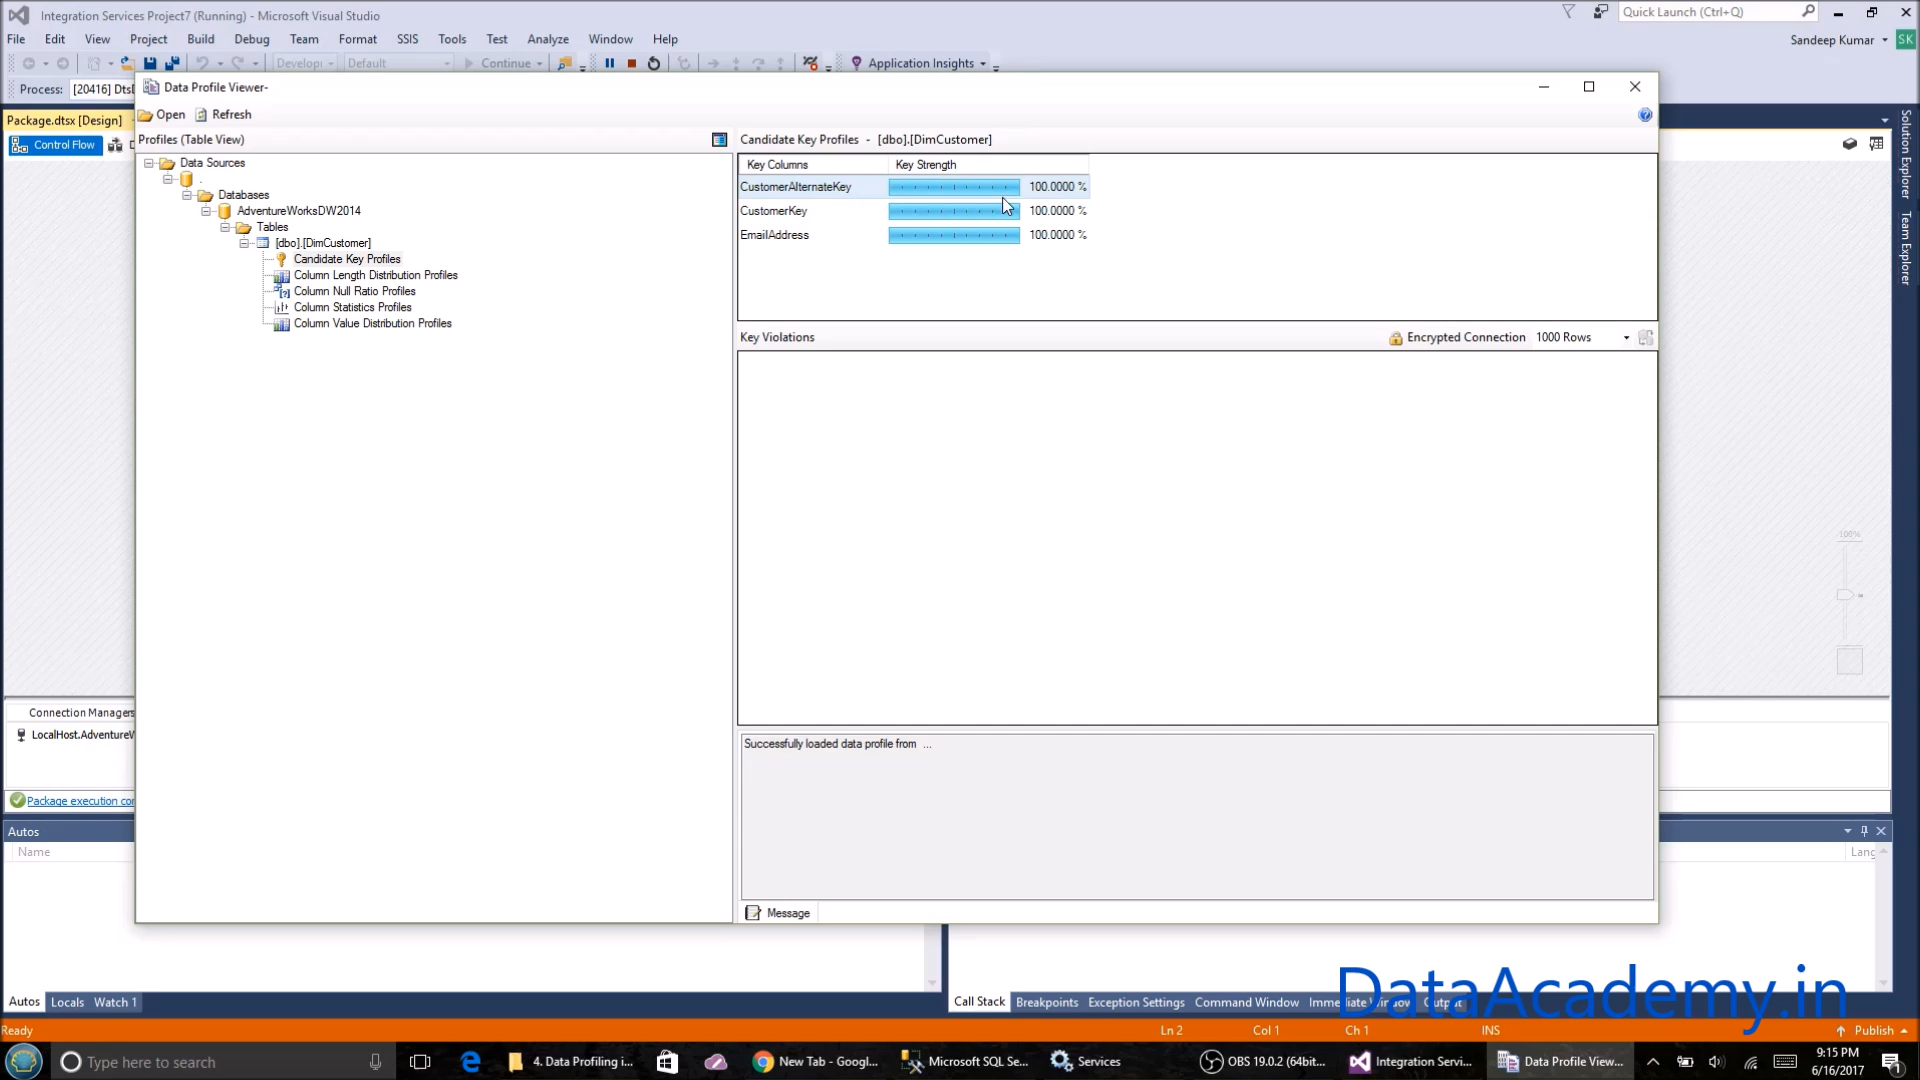 Integration Services Project7 (Running) - Microsoft Visual Studio
Quick Launch (Ctrl+Q)
File Edit View Project Build Debug Team Format SSIS Tools Test Analyze Window Help
Sandeep Kumar SK
Develop Default Continue Application Insights
Process: [20416] Dts
Data Profile Viewer-
Package.dtsx [Design]
Open Refresh
Control Flow
Profiles (Table View)
Candidate Key Profiles - [dbo].[DimCustomer]
Solution Explorer
Team Explorer
Data Sources
.
Databases
AdventureWorksDW2014
Tables
[dbo].[DimCustomer]
Candidate Key Profiles
Column Length Distribution Profiles
Column Null Ratio Profiles
Column Statistics Profiles
Column Value Distribution Profiles
Key Columns Key Strength
CustomerAlternateKey 100.0000 %
CustomerKey 100.0000 %
EmailAddress 100.0000 %
Key Violations
Encrypted Connection 1000 Rows
100%
Successfully loaded data profile from ...
Message
Connection Managers
LocalHost.AdventureW
Package execution co
Autos
Name
Lang
Autos Locals Watch 1
Call Stack Breakpoints Exception Settings Command Window Immediate Window Output
DataAcademy.in
Ready
Ln 2 Col 1 Ch 1 INS
Publish
Type here to search
4. Data Profiling i...
New Tab - Googl...
Microsoft SQL Se...
Services
OBS 19.0.2 (64bit...
Integration Servi...
Data Profile View...
9:15 PM
6/16/2017
1